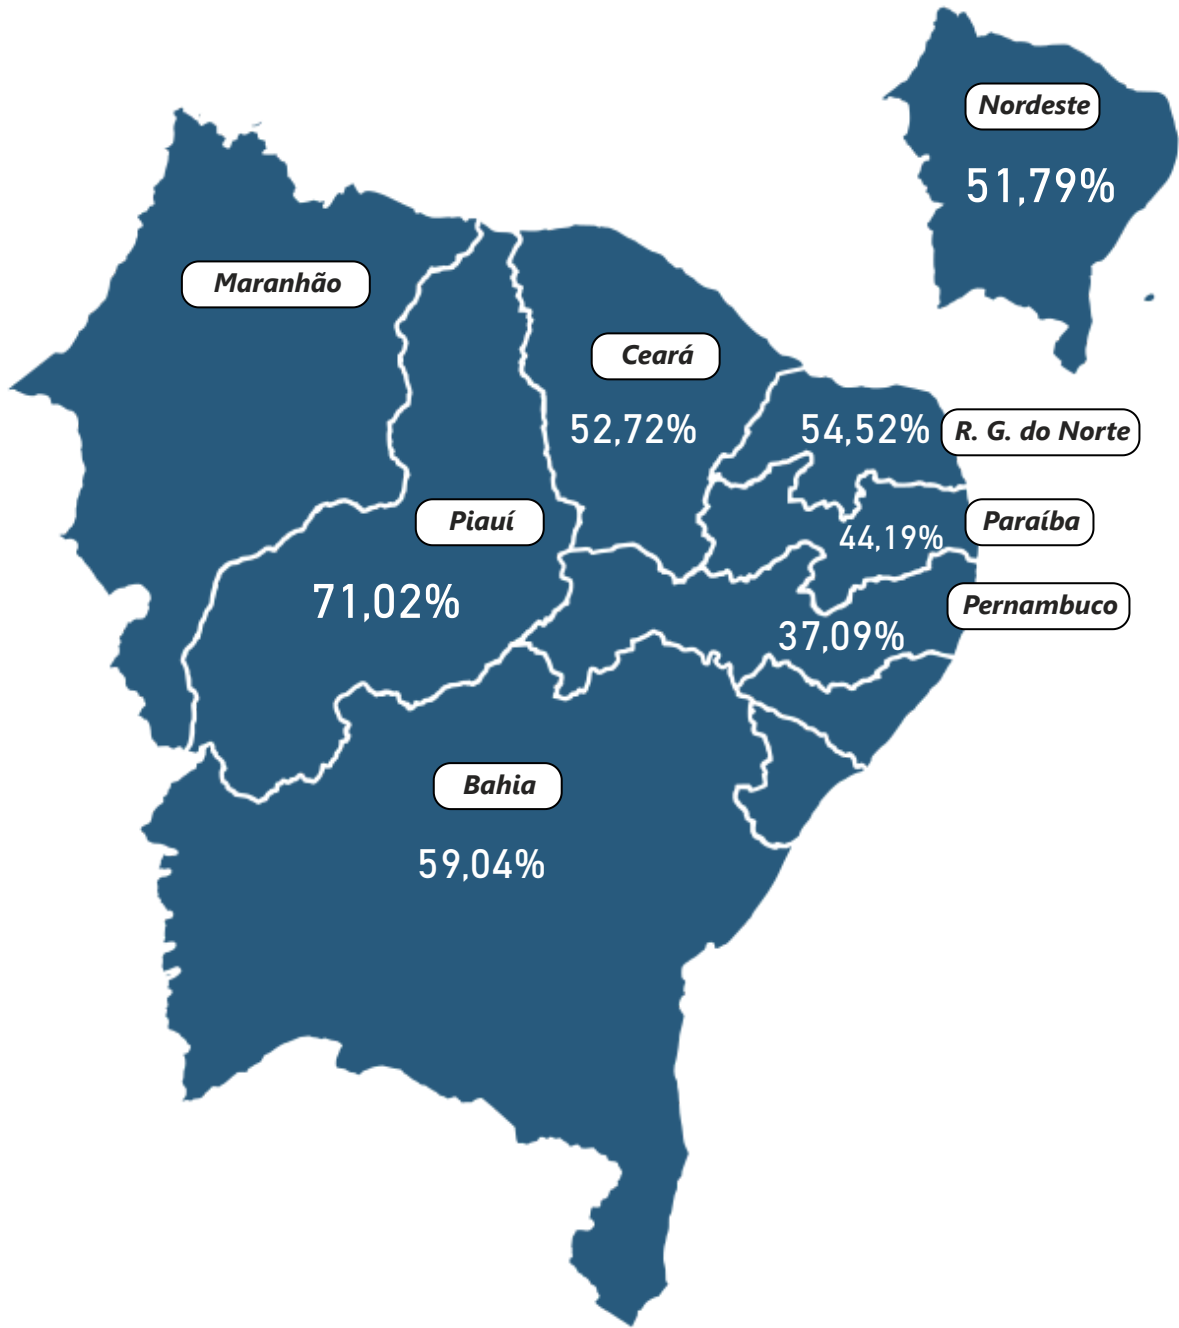 Nordeste
51,79%
Maranhão
Ceará
52,72%
54,52%
R. G. do Norte
Piauí
71,02%
Paraíba
44,19%
Pernambuco
37,09%
Bahia
59,04%